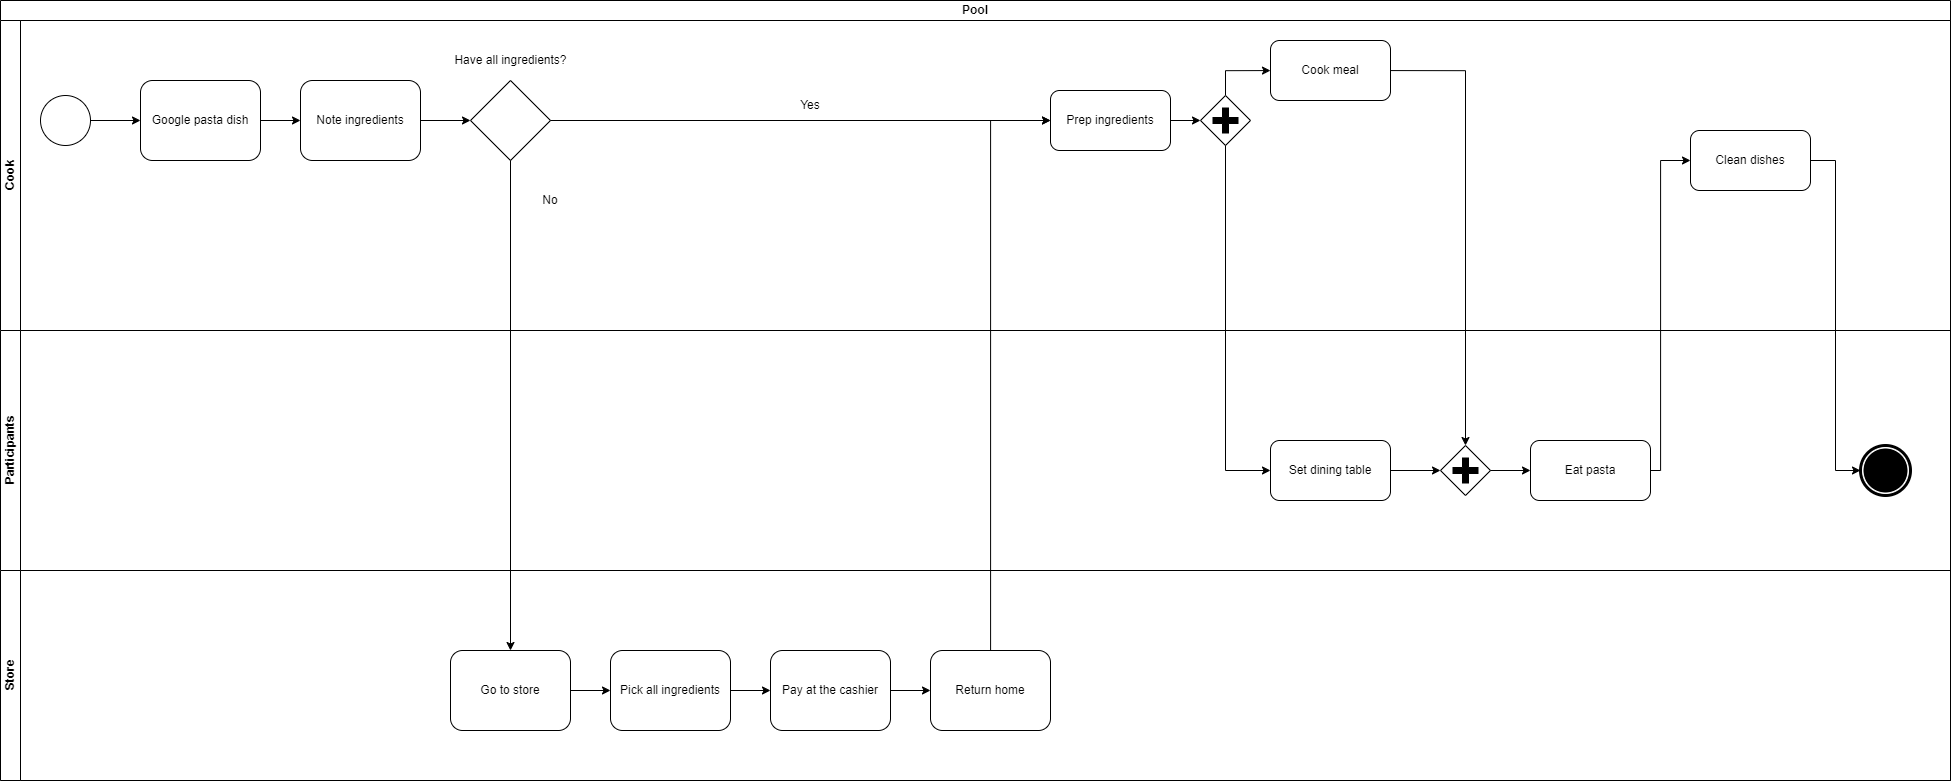 Pool
Cook
Have all ingredients?
Google pasta dish
Note ingredients
Yes
No
Prep ingredients
Cook meal
Clean dishes
Participants
Set dining table
Eat pasta
Store
Go to store
Pick all ingredients
Pay at the cashier
Return home